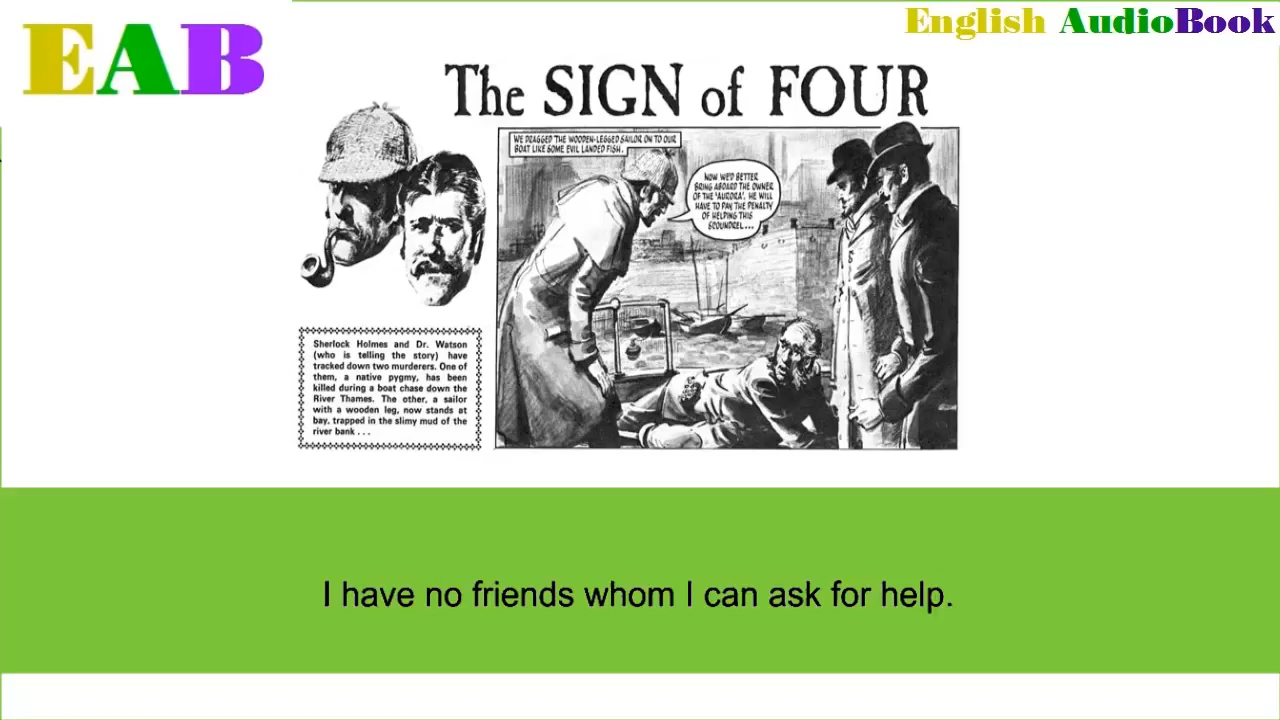 EAB
English AudioBook
The SIGN of FOUR
WE DRAGGED THE WOODEN-LEGGED SAILOR ON TO OUR
BOAT LIKE SOME EVIL LANDED FISH.
NOW WE'D BETTER
BRING ABOARD THE OWNER
OF THE 'AURORA'. HE WILL
HAVE TO PAY THE PENALTY
OF HELPING THIS
SCOUNDREL...
Sherlock Holmes and Dr. Watson
(who is telling the story) have
tracked down two murderers. One of
them, a native pygmy, has been
killed during a boat chase down the
River Thames. The other, a sailor
with a wooden leg, now stands at
bay, trapped in the slimy mud of the
river bank . . .
I have no friends whom I can ask for help.